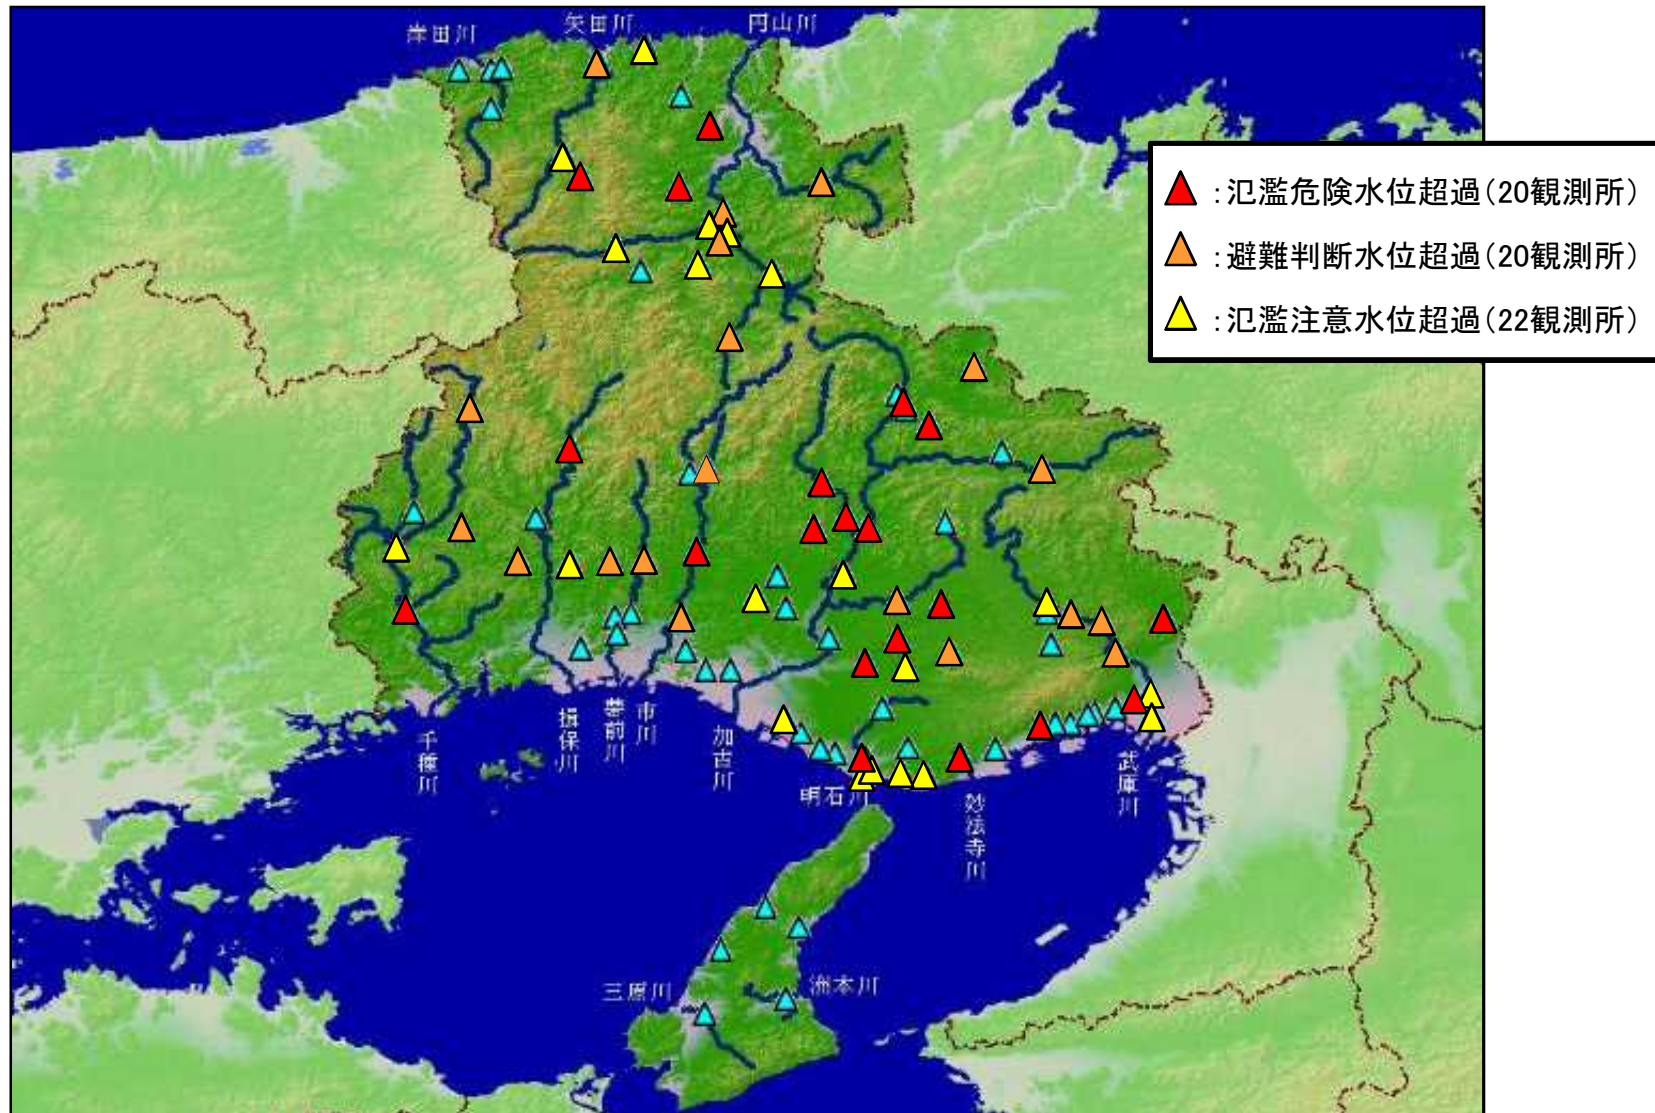 岸田川
矢田川
円山川
：氾濫危険水位超過（20観測所）
：避難判断水位超過（20観測所）
：氾濫注意水位超過（22観測所）
千種川
揖保川
夢前川
市川
加古川
明石川
妙法寺川
武庫川
三原川
洲本川